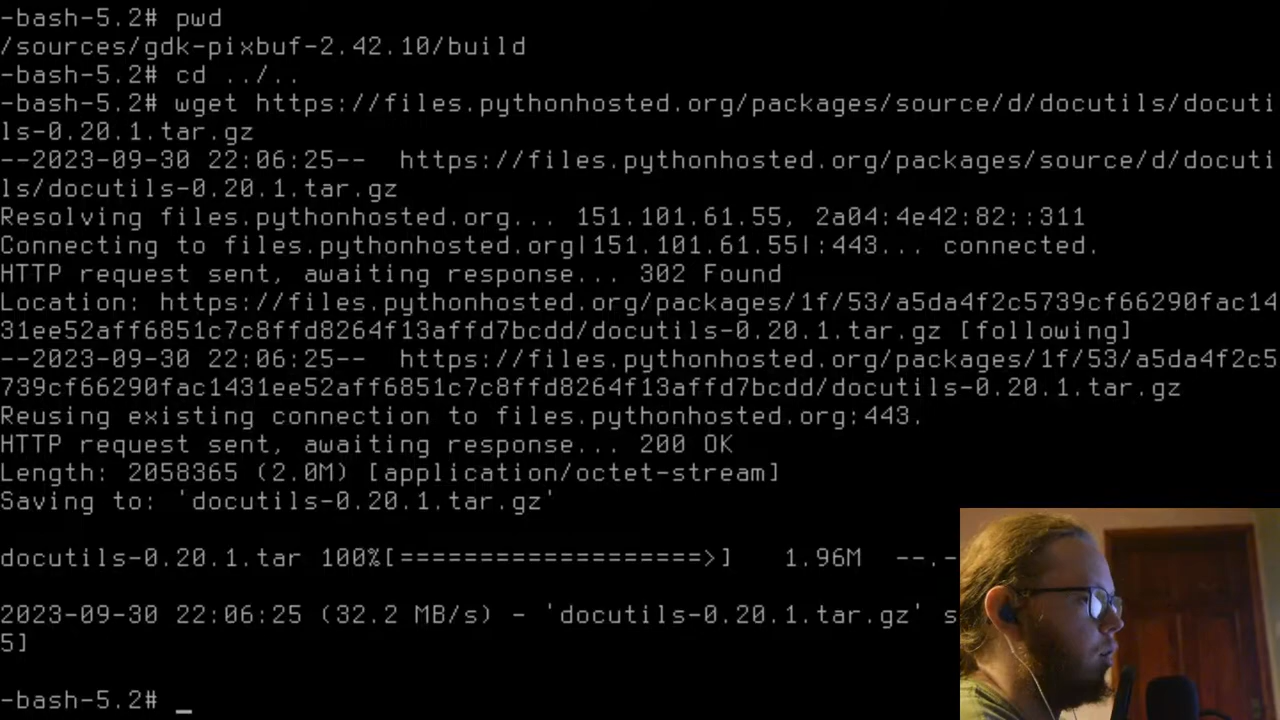 -bash-5.2# pwd
/sources/gdk-pixbuf-2.42.10/build
-bash-5.2# cd ../..
-bash-5.2# wget https://files.pythonhosted.org/packages/source/d/docutils/docuti
ls-0.20.1.tar.gz
--2023-09-30 22:06:25--  https://files.pythonhosted.org/packages/source/d/docuti
ls/docutils-0.20.1.tar.gz
Resolving files.pythonhosted.org... 151.101.61.55, 2a04:4e42:82::311
Connecting to files.pythonhosted.org|151.101.61.55|:443... connected.
HTTP request sent, awaiting response... 302 Found
Location: https://files.pythonhosted.org/packages/1f/53/a5da4f2c5739cf66290fac14
31ee52aff6851c7c8ffd8264f13affd7bcdd/docutils-0.20.1.tar.gz [following]
--2023-09-30 22:06:25--  https://files.pythonhosted.org/packages/1f/53/a5da4f2c5
739cf66290fac1431ee52aff6851c7c8ffd8264f13affd7bcdd/docutils-0.20.1.tar.gz
Reusing existing connection to files.pythonhosted.org:443.
HTTP request sent, awaiting response... 200 OK
Length: 2058365 (2.0M) [application/octet-stream]
Saving to: 'docutils-0.20.1.tar.gz'
docutils-0.20.1.tar 100%[===================>]   1.96M  --.-
2023-09-30 22:06:25 (32.2 MB/s) - 'docutils-0.20.1.tar.gz' s
5]
-bash-5.2# _